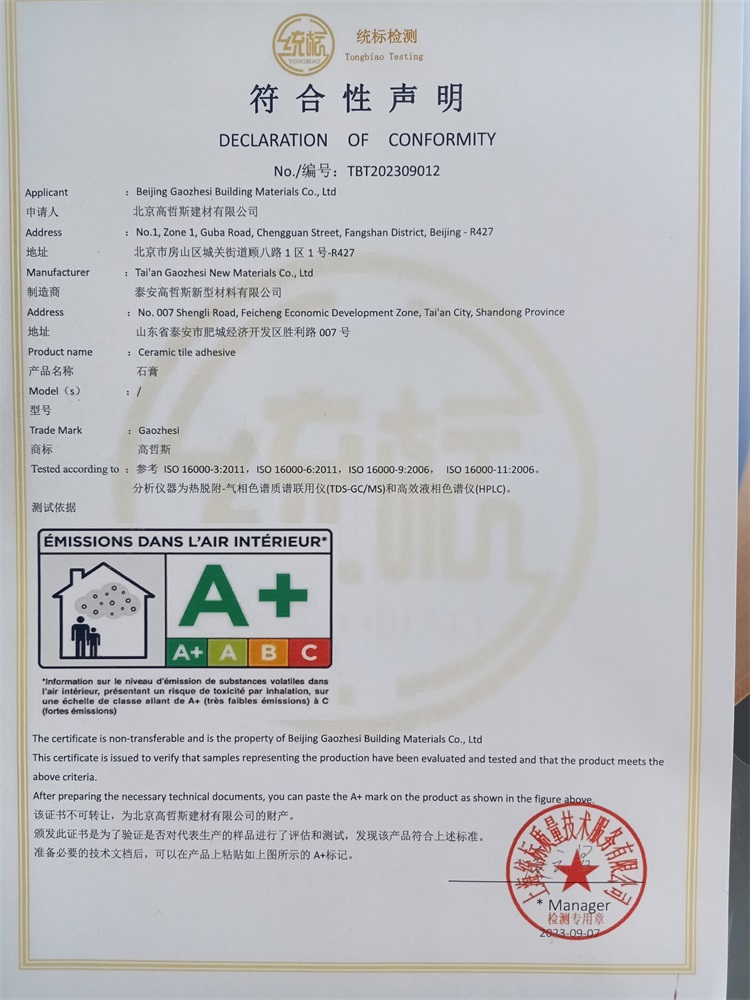 统标
TONGBIAO
统标检测
Tongbiao Testing
符合性声明
DECLARATION OF CONFORMITY
No./编号：TBT202309012
Applicant : Beijing Gaozhesi Building Materials Co., Ltd
申请人 北京高哲斯建材有限公司
Address : No.1, Zone 1, Guba Road, Chengguan Street, Fangshan District, Beijing - R427
地址 北京市房山区城关街道顾八路 1 区 1 号-R427
Manufacturer : Tai'an Gaozhesi New Materials Co., Ltd
制造商 泰安高哲斯新型材料有限公司
Address : No. 007 Shengli Road, Feicheng Economic Development Zone, Tai'an City, Shandong Province
地址 山东省泰安市肥城经济开发区胜利路 007 号
Product name : Ceramic tile adhesive
产品名称 石膏
Model（s） : /
型号
Trade Mark : Gaozhesi
商标 高哲斯
Tested according to : 参考 ISO 16000-3:2011，ISO 16000-6:2011，ISO 16000-9:2006， ISO 16000-11:2006。
分析仪器为热脱附-气相色谱质谱联用仪(TDS-GC/MS)和高效液相色谱仪(HPLC)。
测试依据
ÉMISSIONS DANS L'AIR INTÉRIEUR*
A+
A+ A B C
*Information sur le niveau d'émission de substances volatiles dans
l'air intérieur, présentant un risque de toxicité par inhalation, sur
une échelle de classe allant de A+ (très faibles émissions) à C
(fortes émissions)
The certificate is non-transferable and is the property of Beijing Gaozhesi Building Materials Co., Ltd
This certificate is issued to verify that samples representing the production have been evaluated and tested and that the product meets the
above criteria.
After preparing the necessary technical documents, you can paste the A+ mark on the product as shown in the figure above.
该证书不可转让，为北京高哲斯建材有限公司的财产。
颁发此证书是为了验证是否对代表生产的样品进行了评估和测试，发现该产品符合上述标准。
准备必要的技术文档后，可以在产品上粘贴如上图所示的 A+标记。
上海统标质量技术服务有限公司
* Manager
检测专用章
2023-09-07